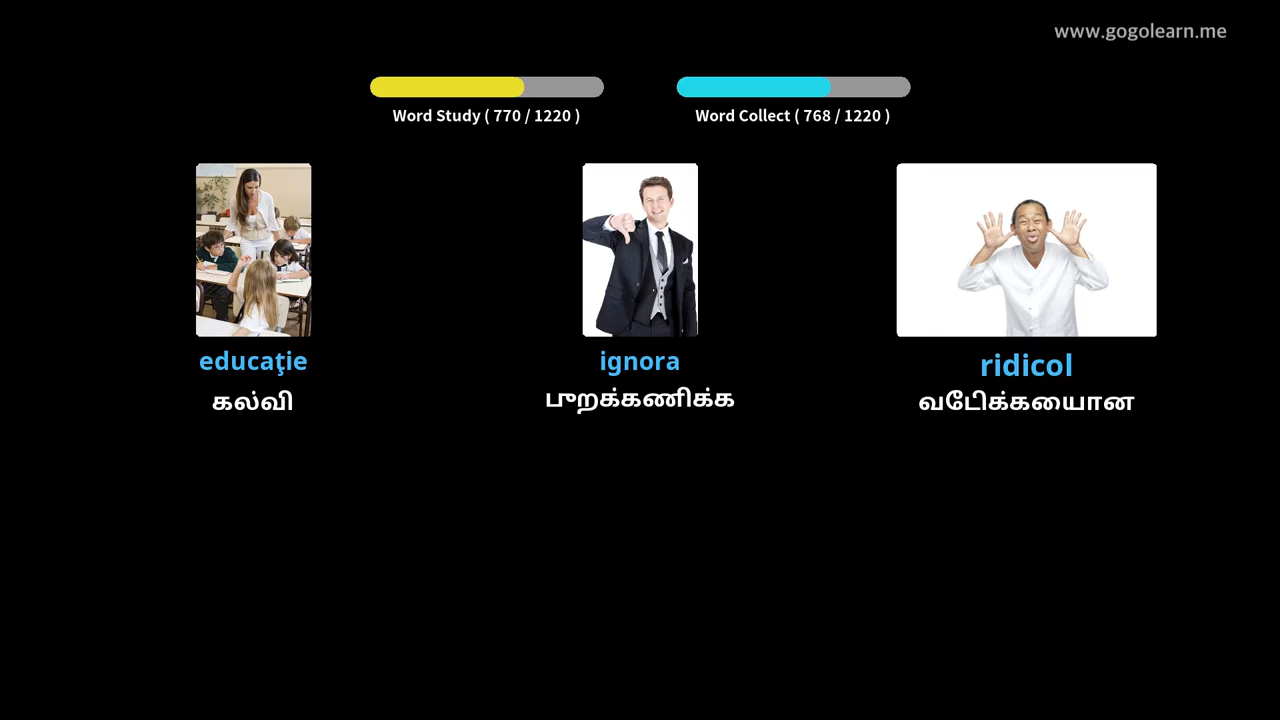 www.gogolearn.me
Word Study ( 770 / 1220 )
Word Collect ( 768 / 1220 )
educaţie
ignora
ridicol
கல்வி
புறக்கணிக்க
வேடிக்கையான